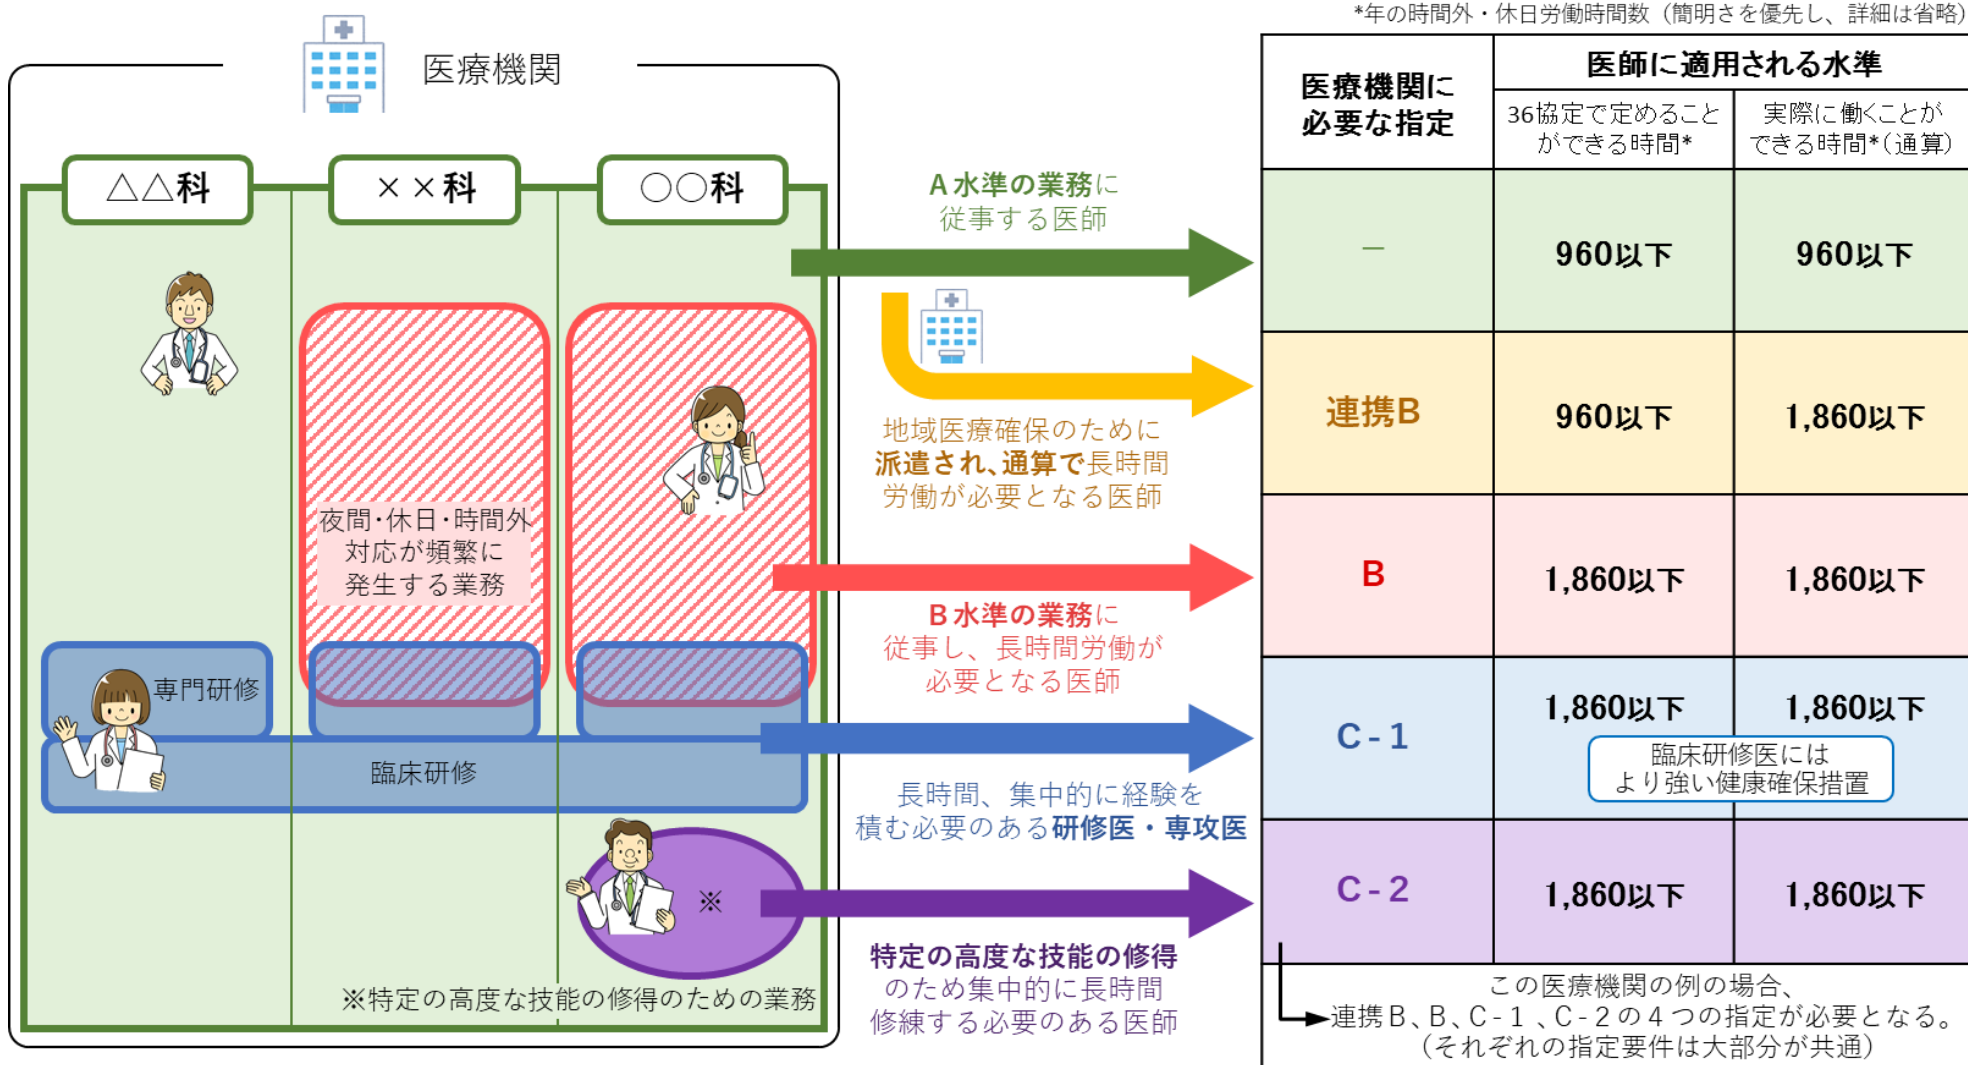 *年の時間外・休日労働時間数（簡明さを優先し、詳細は省略）
医療機関
△△科
××科
○○科
夜間・休日・時間外
対応が頻繁に
発生する業務
専門研修
臨床研修
※
※特定の高度な技能の修得のための業務
A水準の業務に
従事する医師
地域医療確保のために
派遣され、通算で長時間
労働が必要となる医師
B水準の業務に
従事し、長時間労働が
必要となる医師
長時間、集中的に経験を
積む必要のある研修医・専攻医
特定の高度な技能の修得
のため集中的に長時間
修練する必要のある医師
医療機関に
必要な指定
医師に適用される水準
36協定で定めること
ができる時間*
実際に働くことが
できる時間*（通算）
－
960以下
960以下
連携B
960以下
1,860以下
B
1,860以下
1,860以下
C-1
1,860以下
1,860以下
臨床研修医には
より強い健康確保措置
C-2
1,860以下
1,860以下
この医療機関の例の場合、
連携B、B、C-1、C-2の4つの指定が必要となる。
（それぞれの指定要件は大部分が共通）